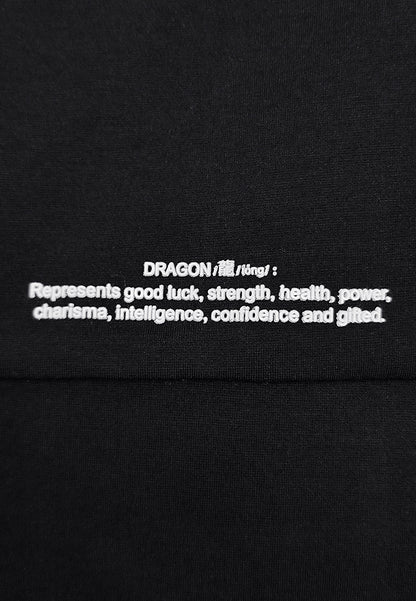 DRAGON /龍/lóng/ :
Represents good luck, strength, health, power,
charisma, intelligence, confidence and gifted.